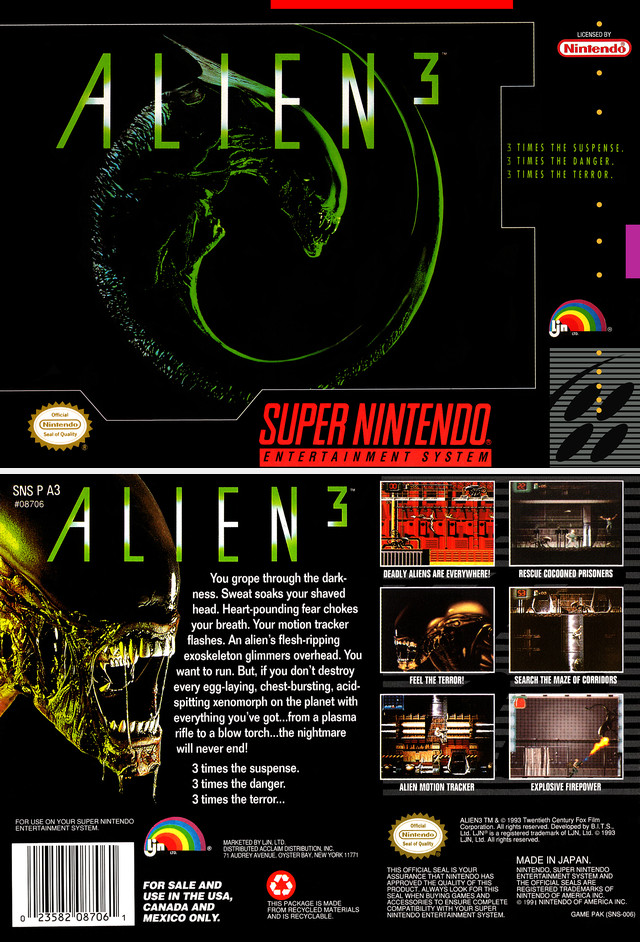 LICENSED BY
Nintendo®
ALIEN 3™
3 TIMES THE SUSPENSE.
3 TIMES THE DANGER.
3 TIMES THE TERROR.
LJN ®
LTD.
Official
Nintendo
Seal of Quality
®
SUPER NINTENDO®
ENTERTAINMENT SYSTEM
SNS P A3
#08706
ALIEN 3™
You grope through the dark-
ness. Sweat soaks your shaved
head. Heart-pounding fear chokes
your breath. Your motion tracker
flashes. An alien's flesh-ripping
exoskeleton glimmers overhead. You
want to run. But, if you don't destroy
every egg-laying, chest-bursting, acid-
spitting xenomorph on the planet with
everything you've got...from a plasma
rifle to a blow torch...the nightmare
will never end!
3 times the suspense.
3 times the danger.
3 times the terror...
DEADLY ALIENS ARE EVERYWHERE!
RESCUE COCOONED PRISONERS
FEEL THE TERROR!
SEARCH THE MAZE OF CORRIDORS
ALIEN MOTION TRACKER
EXPLOSIVE FIREPOWER
FOR USE ON YOUR SUPER NINTENDO
ENTERTAINMENT SYSTEM.
0 23582 08706 1
LJN ®
LTD.
MARKETED BY LJN, LTD.
DISTRIBUTED ACCLAIM DISTRIBUTION, INC.
71 AUDREY AVENUE, OYSTER BAY, NEW YORK 11771
FOR SALE AND
USE IN THE USA,
CANADA AND
MEXICO ONLY.
THIS PACKAGE IS MADE
FROM RECYCLED MATERIALS
AND IS RECYCLABLE.
Official
Nintendo
Seal of Quality
ALIEN3 TM & © 1993 Twentieth Century Fox Film
Corporation. All rights reserved. Developed by B.I.T.S.,
Ltd. LJN® is a registered trademark of LJN, Ltd. © 1993
LJN, Ltd. All rights reserved.
THIS OFFICIAL SEAL IS YOUR
ASSURANCE THAT NINTENDO HAS
APPROVED THE QUALITY OF THIS
PRODUCT. ALWAYS LOOK FOR THIS
SEAL WHEN BUYING GAMES AND
ACCESSORIES TO ENSURE COMPLETE
COMPATIBILITY WITH YOUR SUPER
NINTENDO ENTERTAINMENT SYSTEM.
MADE IN JAPAN.
NINTENDO, SUPER NINTENDO
ENTERTAINMENT SYSTEM AND
THE OFFICIAL SEALS ARE
REGISTERED TRADEMARKS OF
NINTENDO OF AMERICA INC.
© 1991 NINTENDO OF AMERICA INC.
GAME PAK (SNS-006)